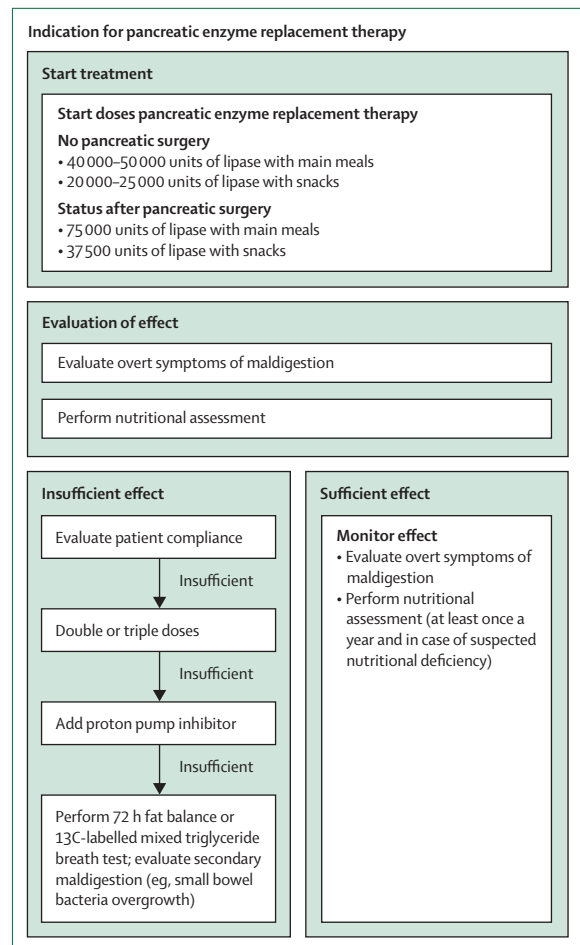 Indication for pancreatic enzyme replacement therapy
Start treatment
Start doses pancreatic enzyme replacement therapy
No pancreatic surgery
• 40 000–50 000 units of lipase with main meals
• 20 000–25 000 units of lipase with snacks
Status after pancreatic surgery
• 75 000 units of lipase with main meals
• 37 500 units of lipase with snacks
Evaluation of effect
Evaluate overt symptoms of maldigestion
Perform nutritional assessment
Insufficient effect
Evaluate patient compliance
Insufficient
Double or triple doses
Insufficient
Add proton pump inhibitor
Insufficient
Perform 72 h fat balance or
13C-labelled mixed triglyceride
breath test; evaluate secondary
maldigestion (eg, small bowel
bacteria overgrowth)
Sufficient effect
Monitor effect
• Evaluate overt symptoms of
maldigestion
• Perform nutritional
assessment (at least once a
year and in case of suspected
nutritional deficiency)